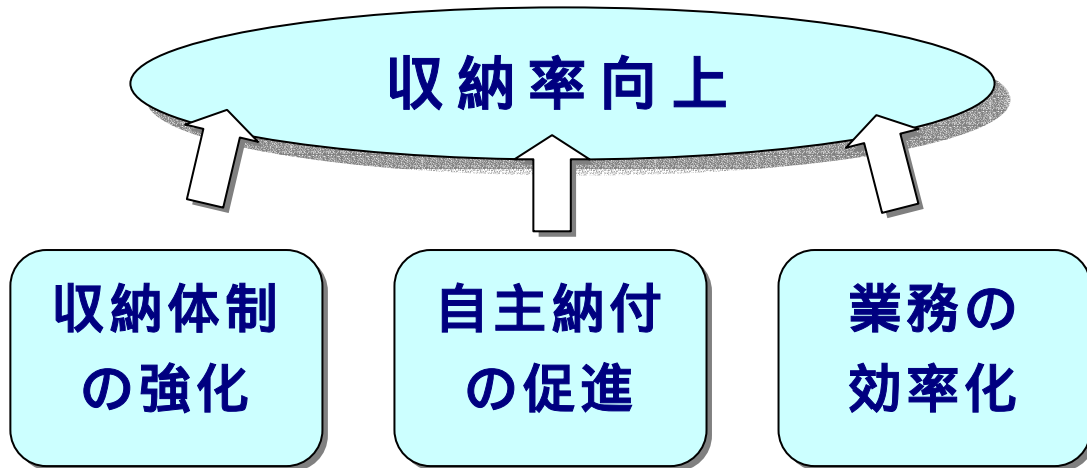 収納率向上
収納体制
の強化
自主納付
の促進
業務の
効率化